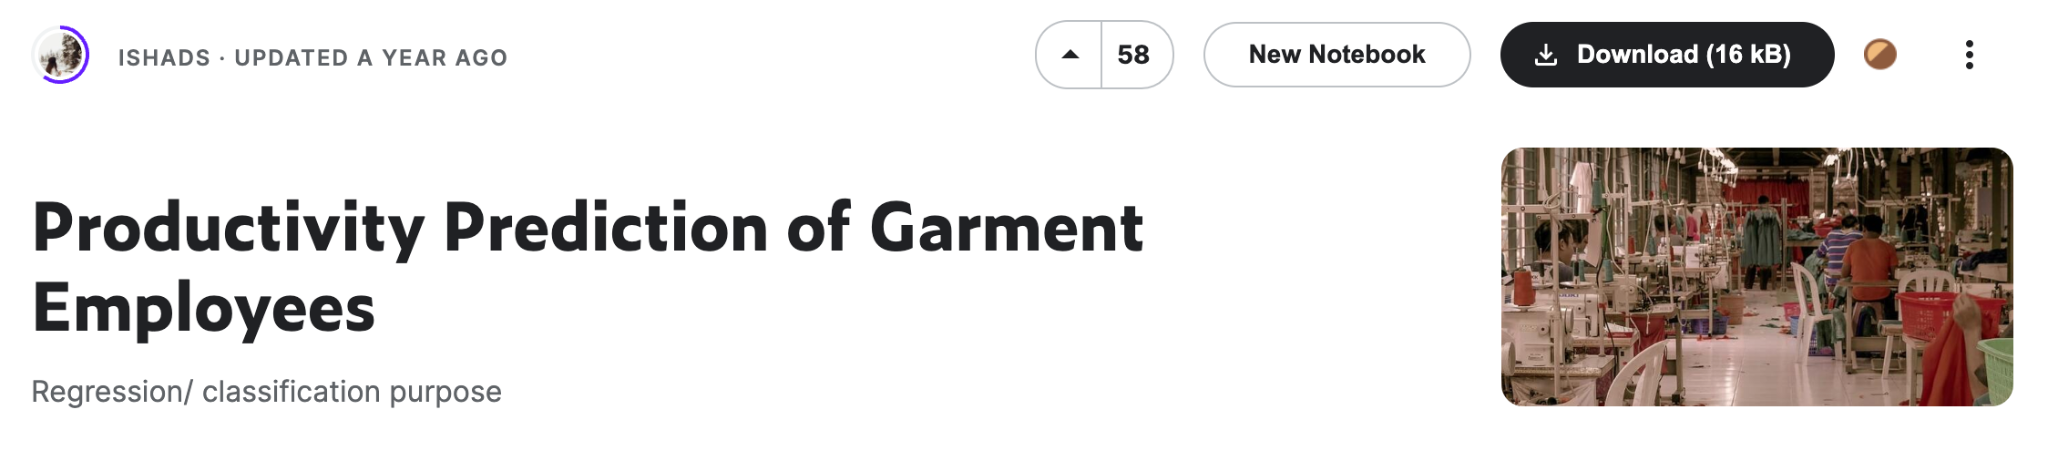 ISHADS · UPDATED A YEAR AGO
58
New Notebook
Download (16 kB)
Productivity Prediction of Garment
Employees
Regression/ classification purpose